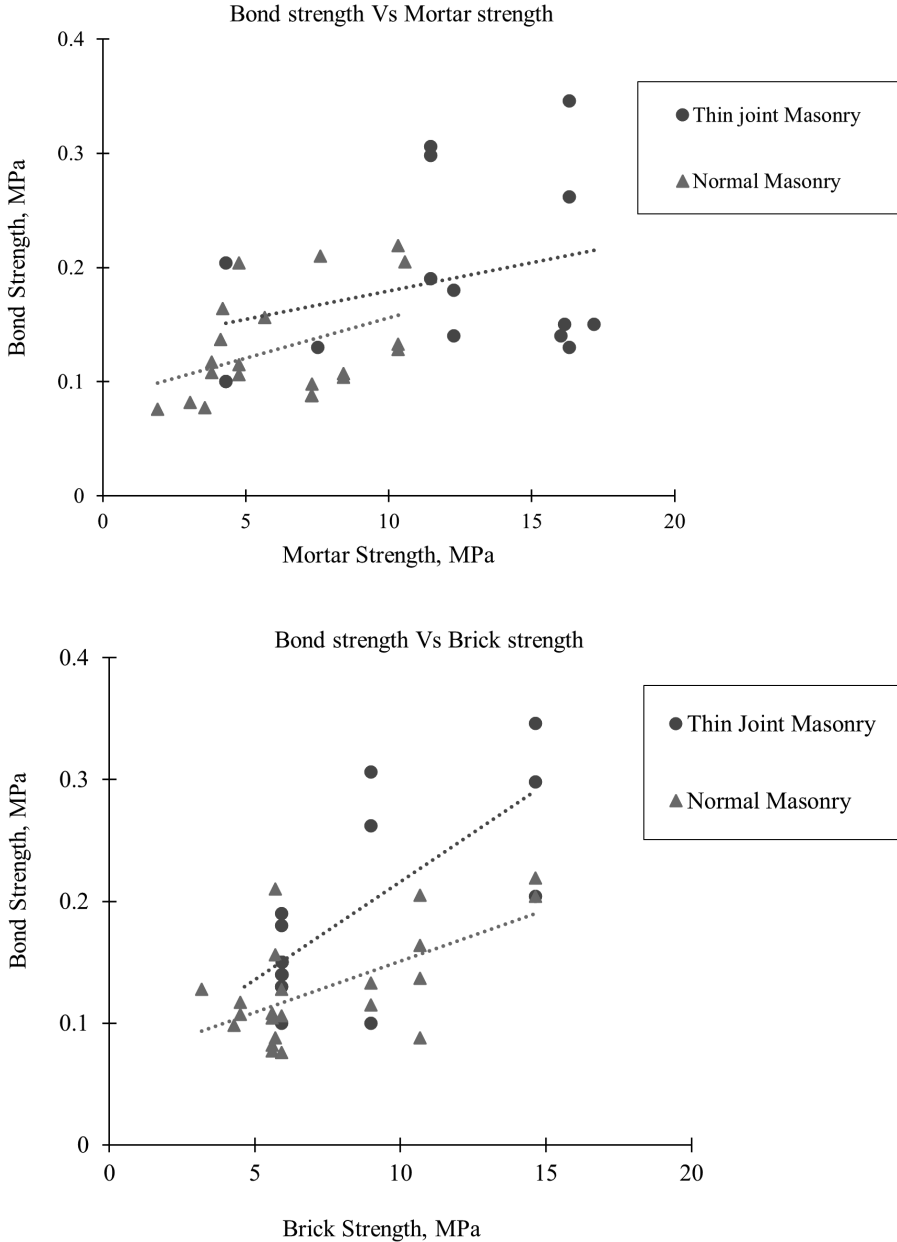 Bond strength Vs Mortar strength
0.4
0.3
0.2
0.1
0
0
5
10
15
20
Bond Strength, MPa
Mortar Strength, MPa
Thin joint Masonry
Normal Masonry
Bond strength Vs Brick strength
0.4
0.3
0.2
0.1
0
0
5
10
15
20
Bond Strength, MPa
Brick Strength, MPa
Thin Joint Masonry
Normal Masonry